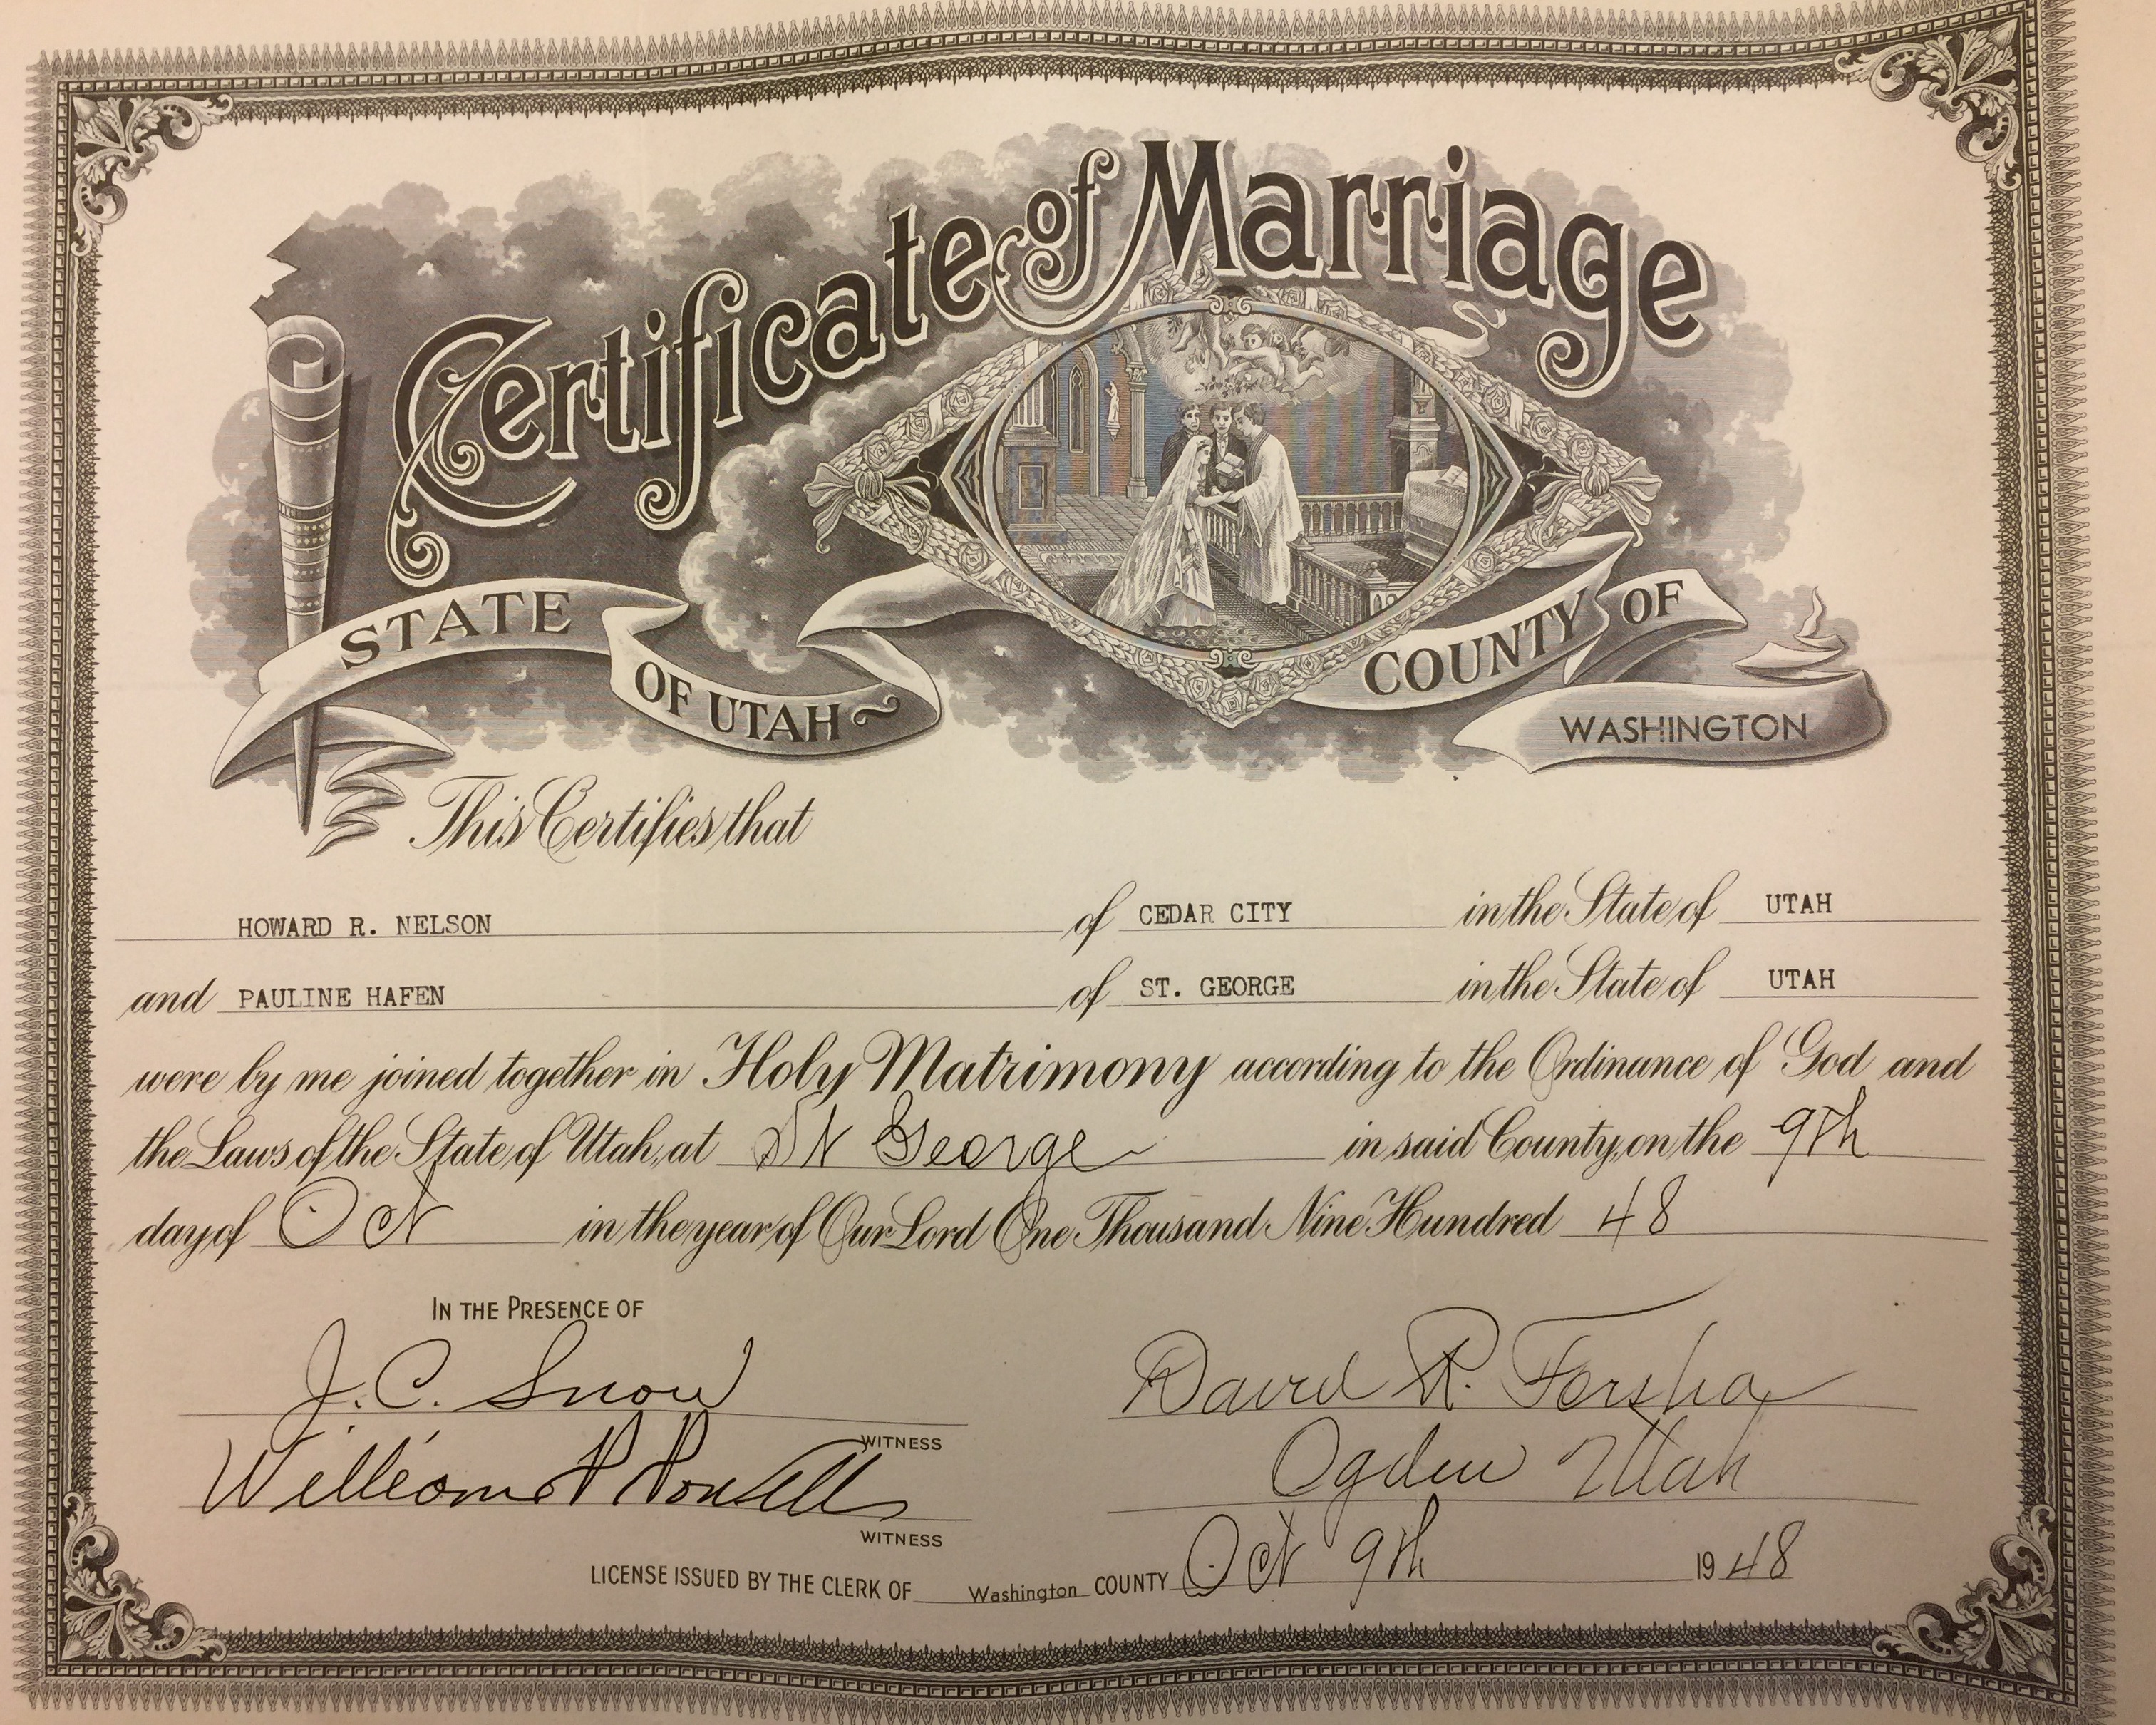 Certificate of Marriage
STATE OF UTAH COUNTY OF WASHINGTON
This Certifies that
HOWARD R. NELSON of CEDAR CITY in the State of UTAH
and PAULINE HAFEN of ST. GEORGE in the State of UTAH
were by me joined together in Holy Matrimony according to the Ordinance of God and
the Laws of the State of Utah, at St George in said County, on the 9th
day of Oct in the year of Our Lord One Thousand Nine Hundred 48
IN THE PRESENCE OF
J. C. Snow David R. Forsha
WITNESS
William Ogden Utah
WITNESS
LICENSE ISSUED BY THE CLERK OF Washington COUNTY Oct 9th 1948